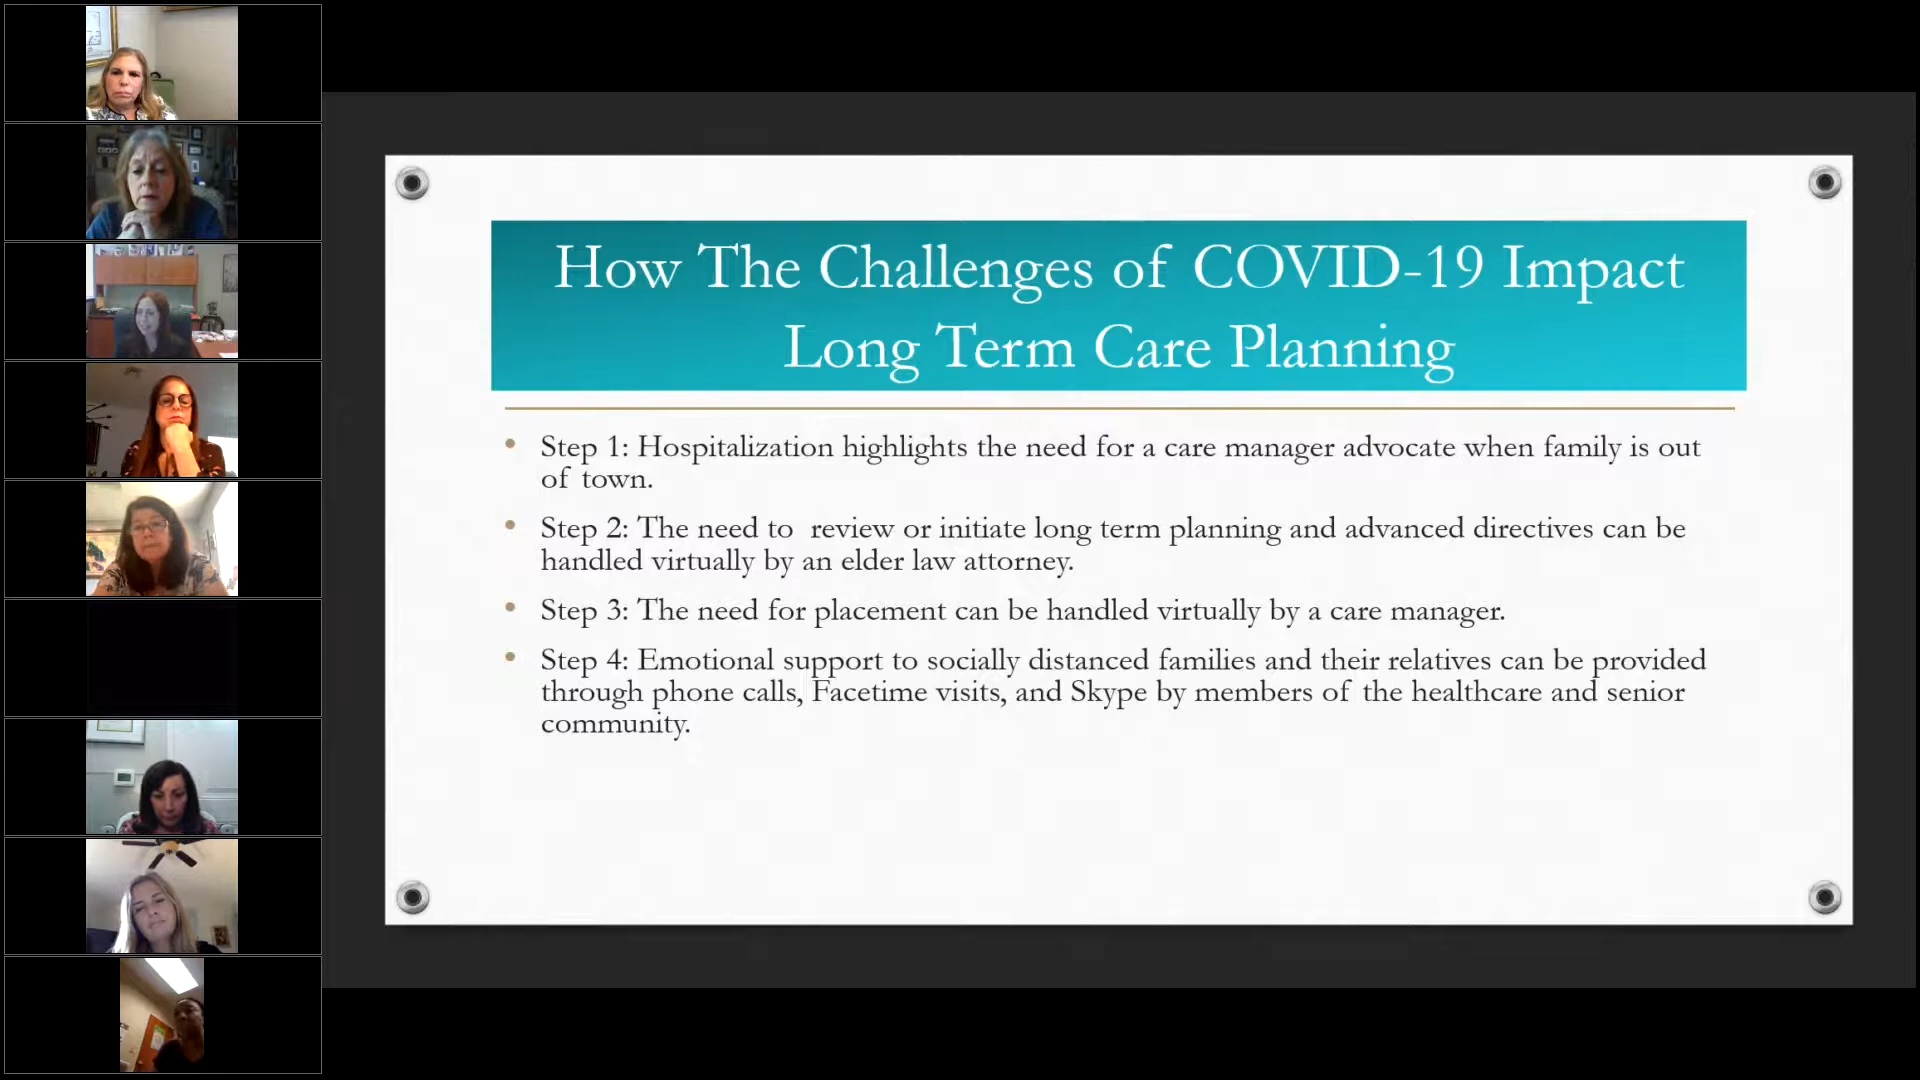 How The Challenges of COVID-19 Impact
Long Term Care Planning
• Step 1: Hospitalization highlights the need for a care manager advocate when family is out
of town.
• Step 2: The need to  review or initiate long term planning and advanced directives can be
handled virtually by an elder law attorney.
• Step 3: The need for placement can be handled virtually by a care manager.
• Step 4: Emotional support to socially distanced families and their relatives can be provided
through phone calls, Facetime visits, and Skype by members of the healthcare and senior
community.